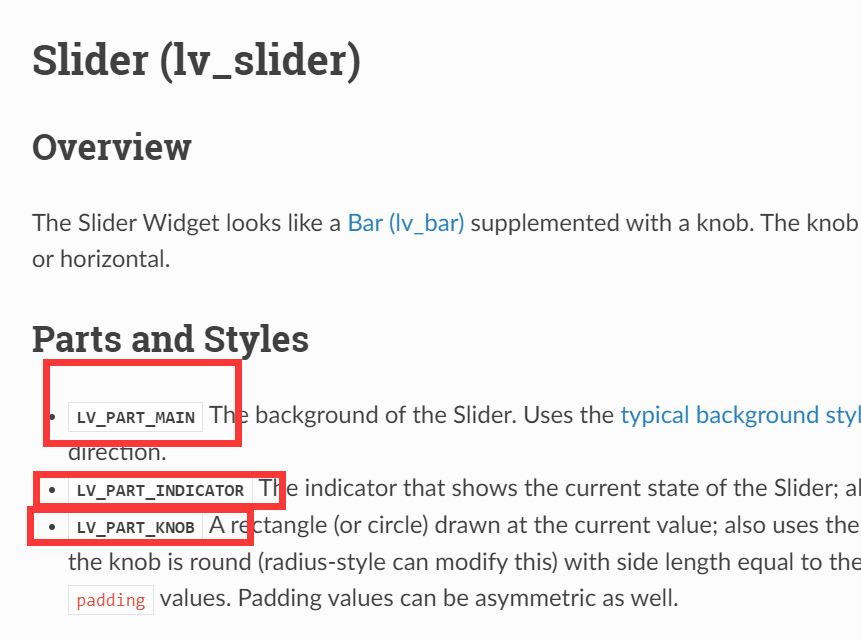 Slider (lv_slider)
Overview
The Slider Widget looks like a Bar (lv_bar) supplemented with a knob. The knob
or horizontal.
Parts and Styles
• LV_PART_MAIN The background of the Slider. Uses the typical background styl
direction.
• LV_PART_INDICATOR The indicator that shows the current state of the Slider; al
• LV_PART_KNOB A rectangle (or circle) drawn at the current value; also uses the
the knob is round (radius-style can modify this) with side length equal to the
padding values. Padding values can be asymmetric as well.